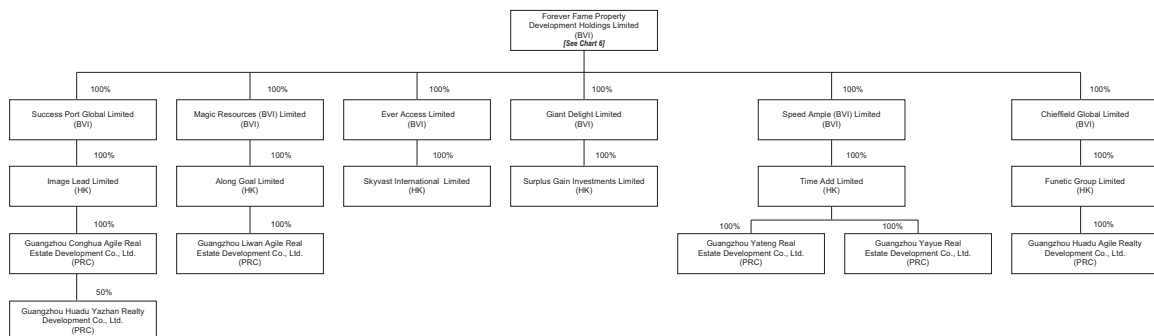 Forever Fame Property
Development Holdings Limited
(BVI)
[See Chart 6]
100%
100%
100%
100%
100%
100%
Success Port Global Limited
(BVI)
Magic Resources (BVI) Limited
(BVI)
Ever Access Limited
(BVI)
Giant Delight Limited
(BVI)
Speed Ample (BVI) Limited
(BVI)
Chieffield Global Limited
(BVI)
100%
100%
100%
100%
100%
100%
Image Lead Limited
(HK)
Along Goal Limited
(HK)
Skyvast International Limited
(HK)
Surplus Gain Investments Limited
(HK)
Time Add Limited
(HK)
Funetic Group Limited
(HK)
100%
100%
100%
100%
100%
Guangzhou Conghua Agile Real
Estate Development Co., Ltd.
(PRC)
Guangzhou Liwan Agile Real
Estate Development Co., Ltd.
(PRC)
Guangzhou Yateng Real
Estate Development Co., Ltd.
(PRC)
Guangzhou Yayue Real
Estate Development Co., Ltd.
(PRC)
Guangzhou Huadu Agile Realty
Development Co., Ltd.
(PRC)
50%
Guangzhou Huadu Yazhan Realty
Development Co., Ltd.
(PRC)